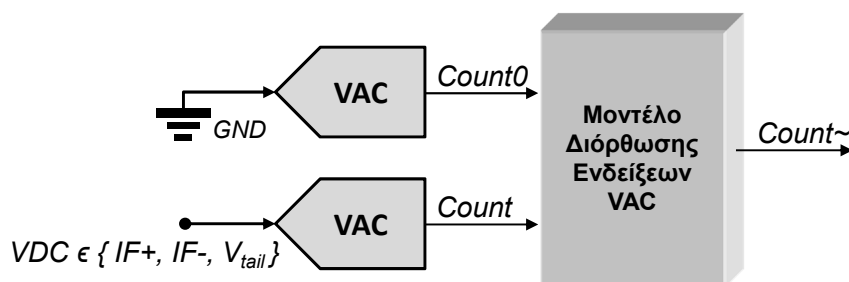 VAC
Count0
GND
VAC
Count
VDC ϵ { IF+, IF-, Vtail}
Μοντέλο
Διόρθωσης
Ενδείξεων
VAC
Count~